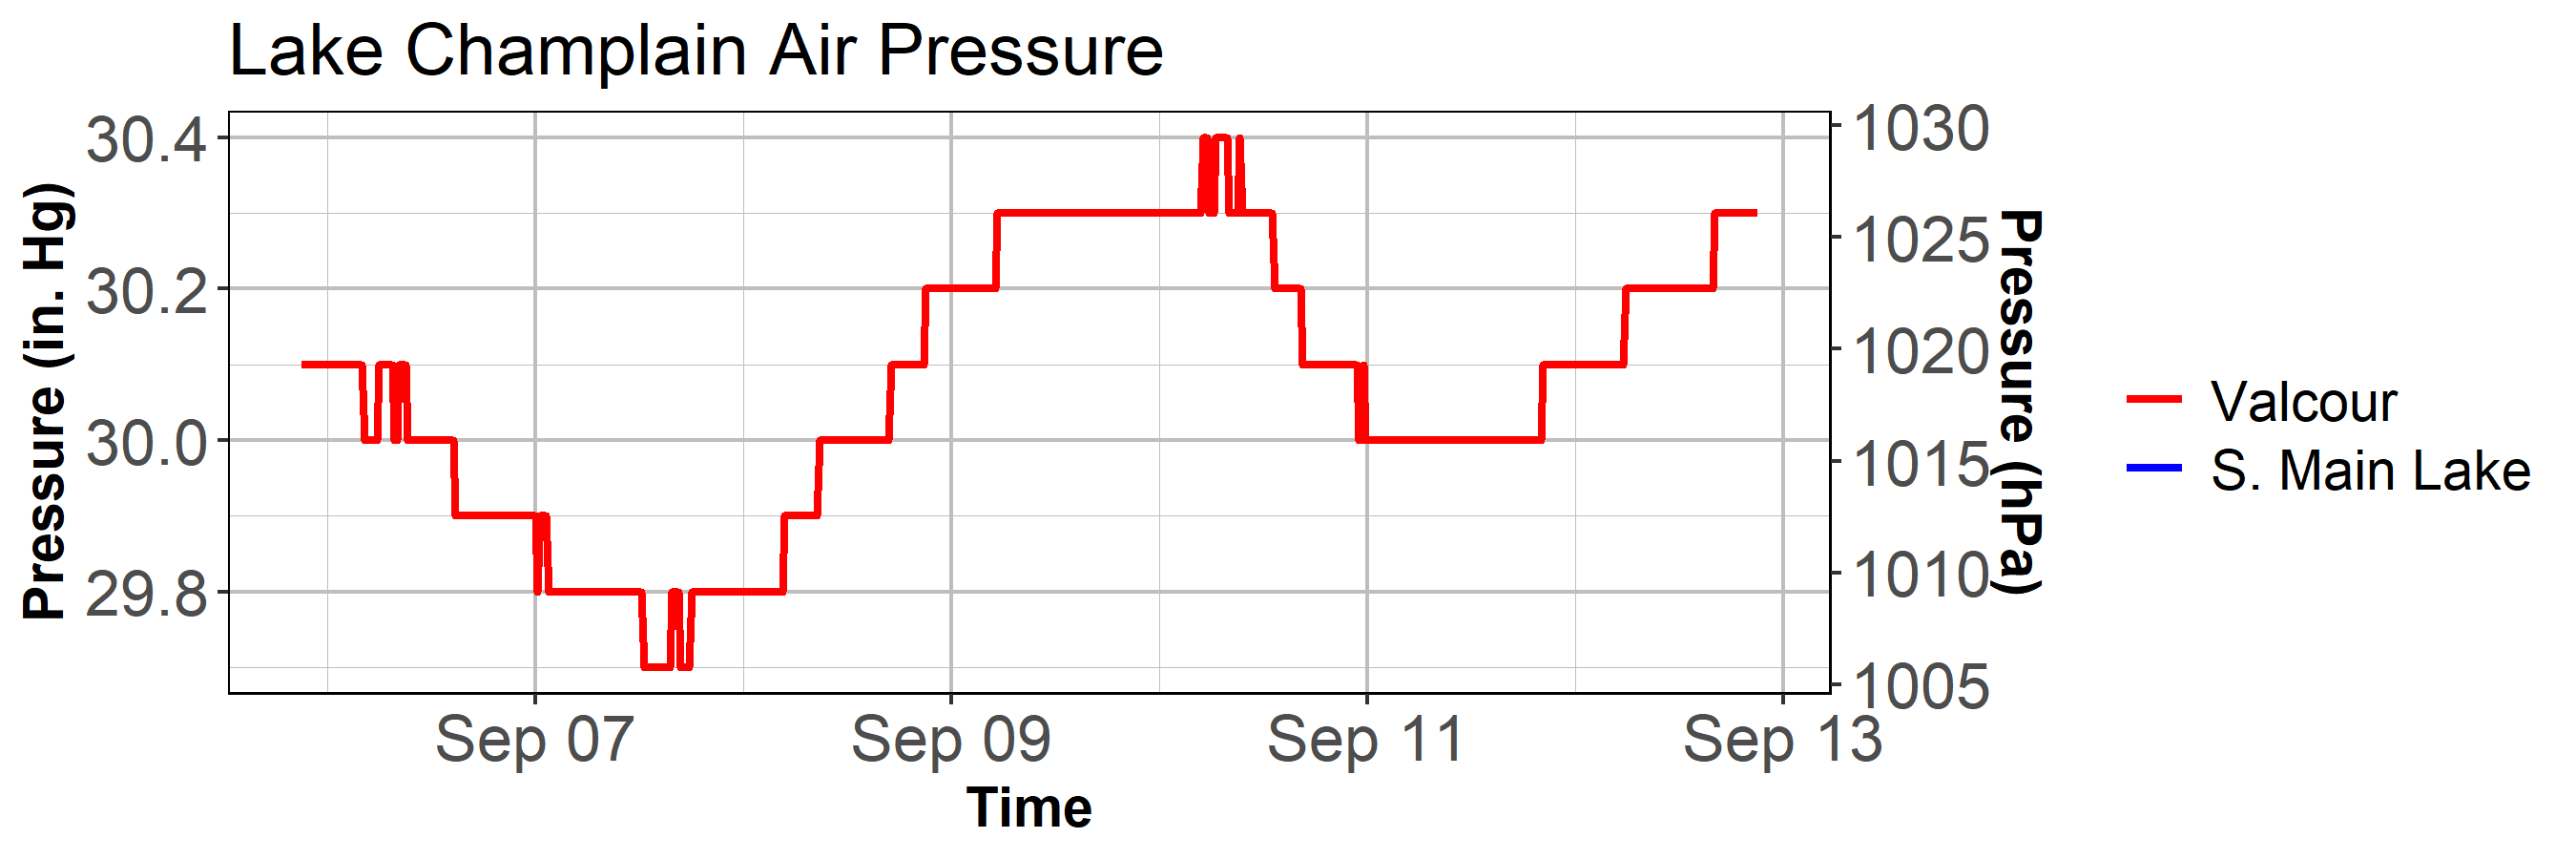 Lake Champlain Air Pressure
Pressure (in. Hg)
30.4
30.2
30.0
29.8
1030
1025
1020
1015
1010
1005
Pressure (hPa)
Sep 07
Sep 09
Sep 11
Sep 13
Time
Valcour
S. Main Lake